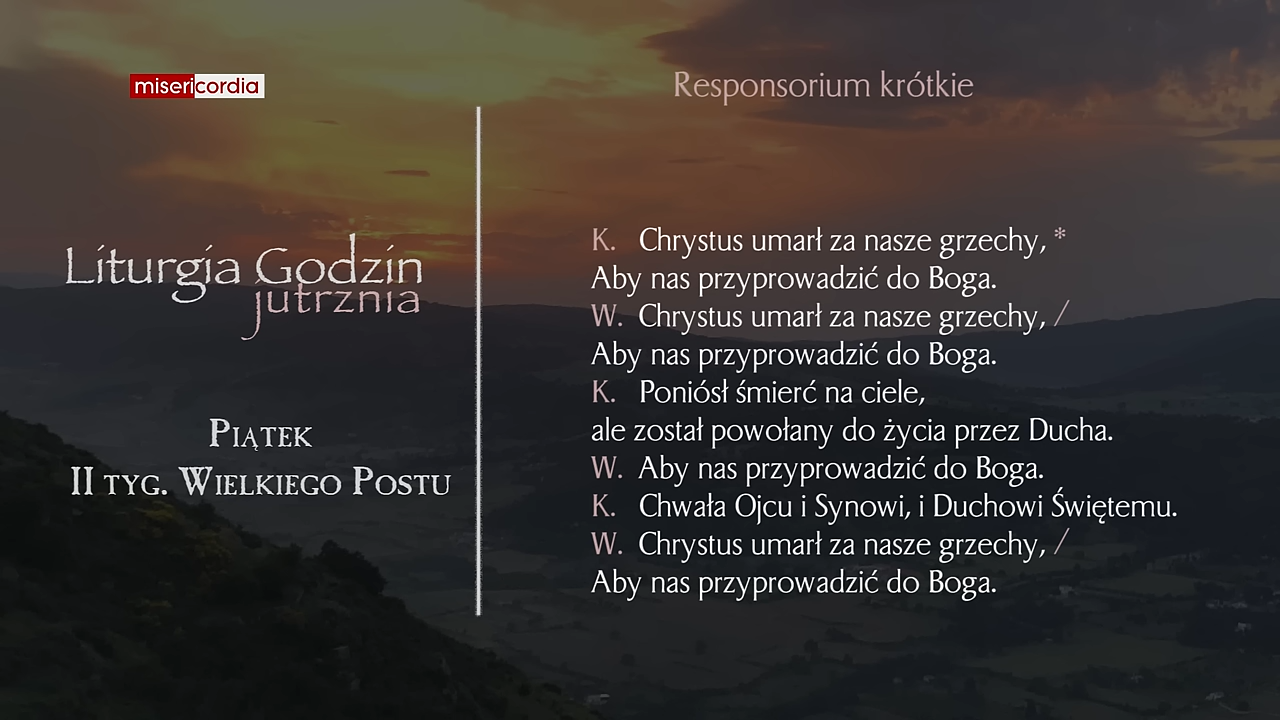 misericordia
Liturgia Godzin
jutrznia
Piątek
II tyg. Wielkiego Postu
Responsorium krótkie
K. Chrystus umarł za nasze grzechy, *
Aby nas przyprowadzić do Boga.
W. Chrystus umarł za nasze grzechy, /
Aby nas przyprowadzić do Boga.
K. Poniósł śmierć na ciele,
ale został powołany do życia przez Ducha.
W. Aby nas przyprowadzić do Boga.
K. Chwała Ojcu i Synowi, i Duchowi Świętemu.
W. Chrystus umarł za nasze grzechy, /
Aby nas przyprowadzić do Boga.